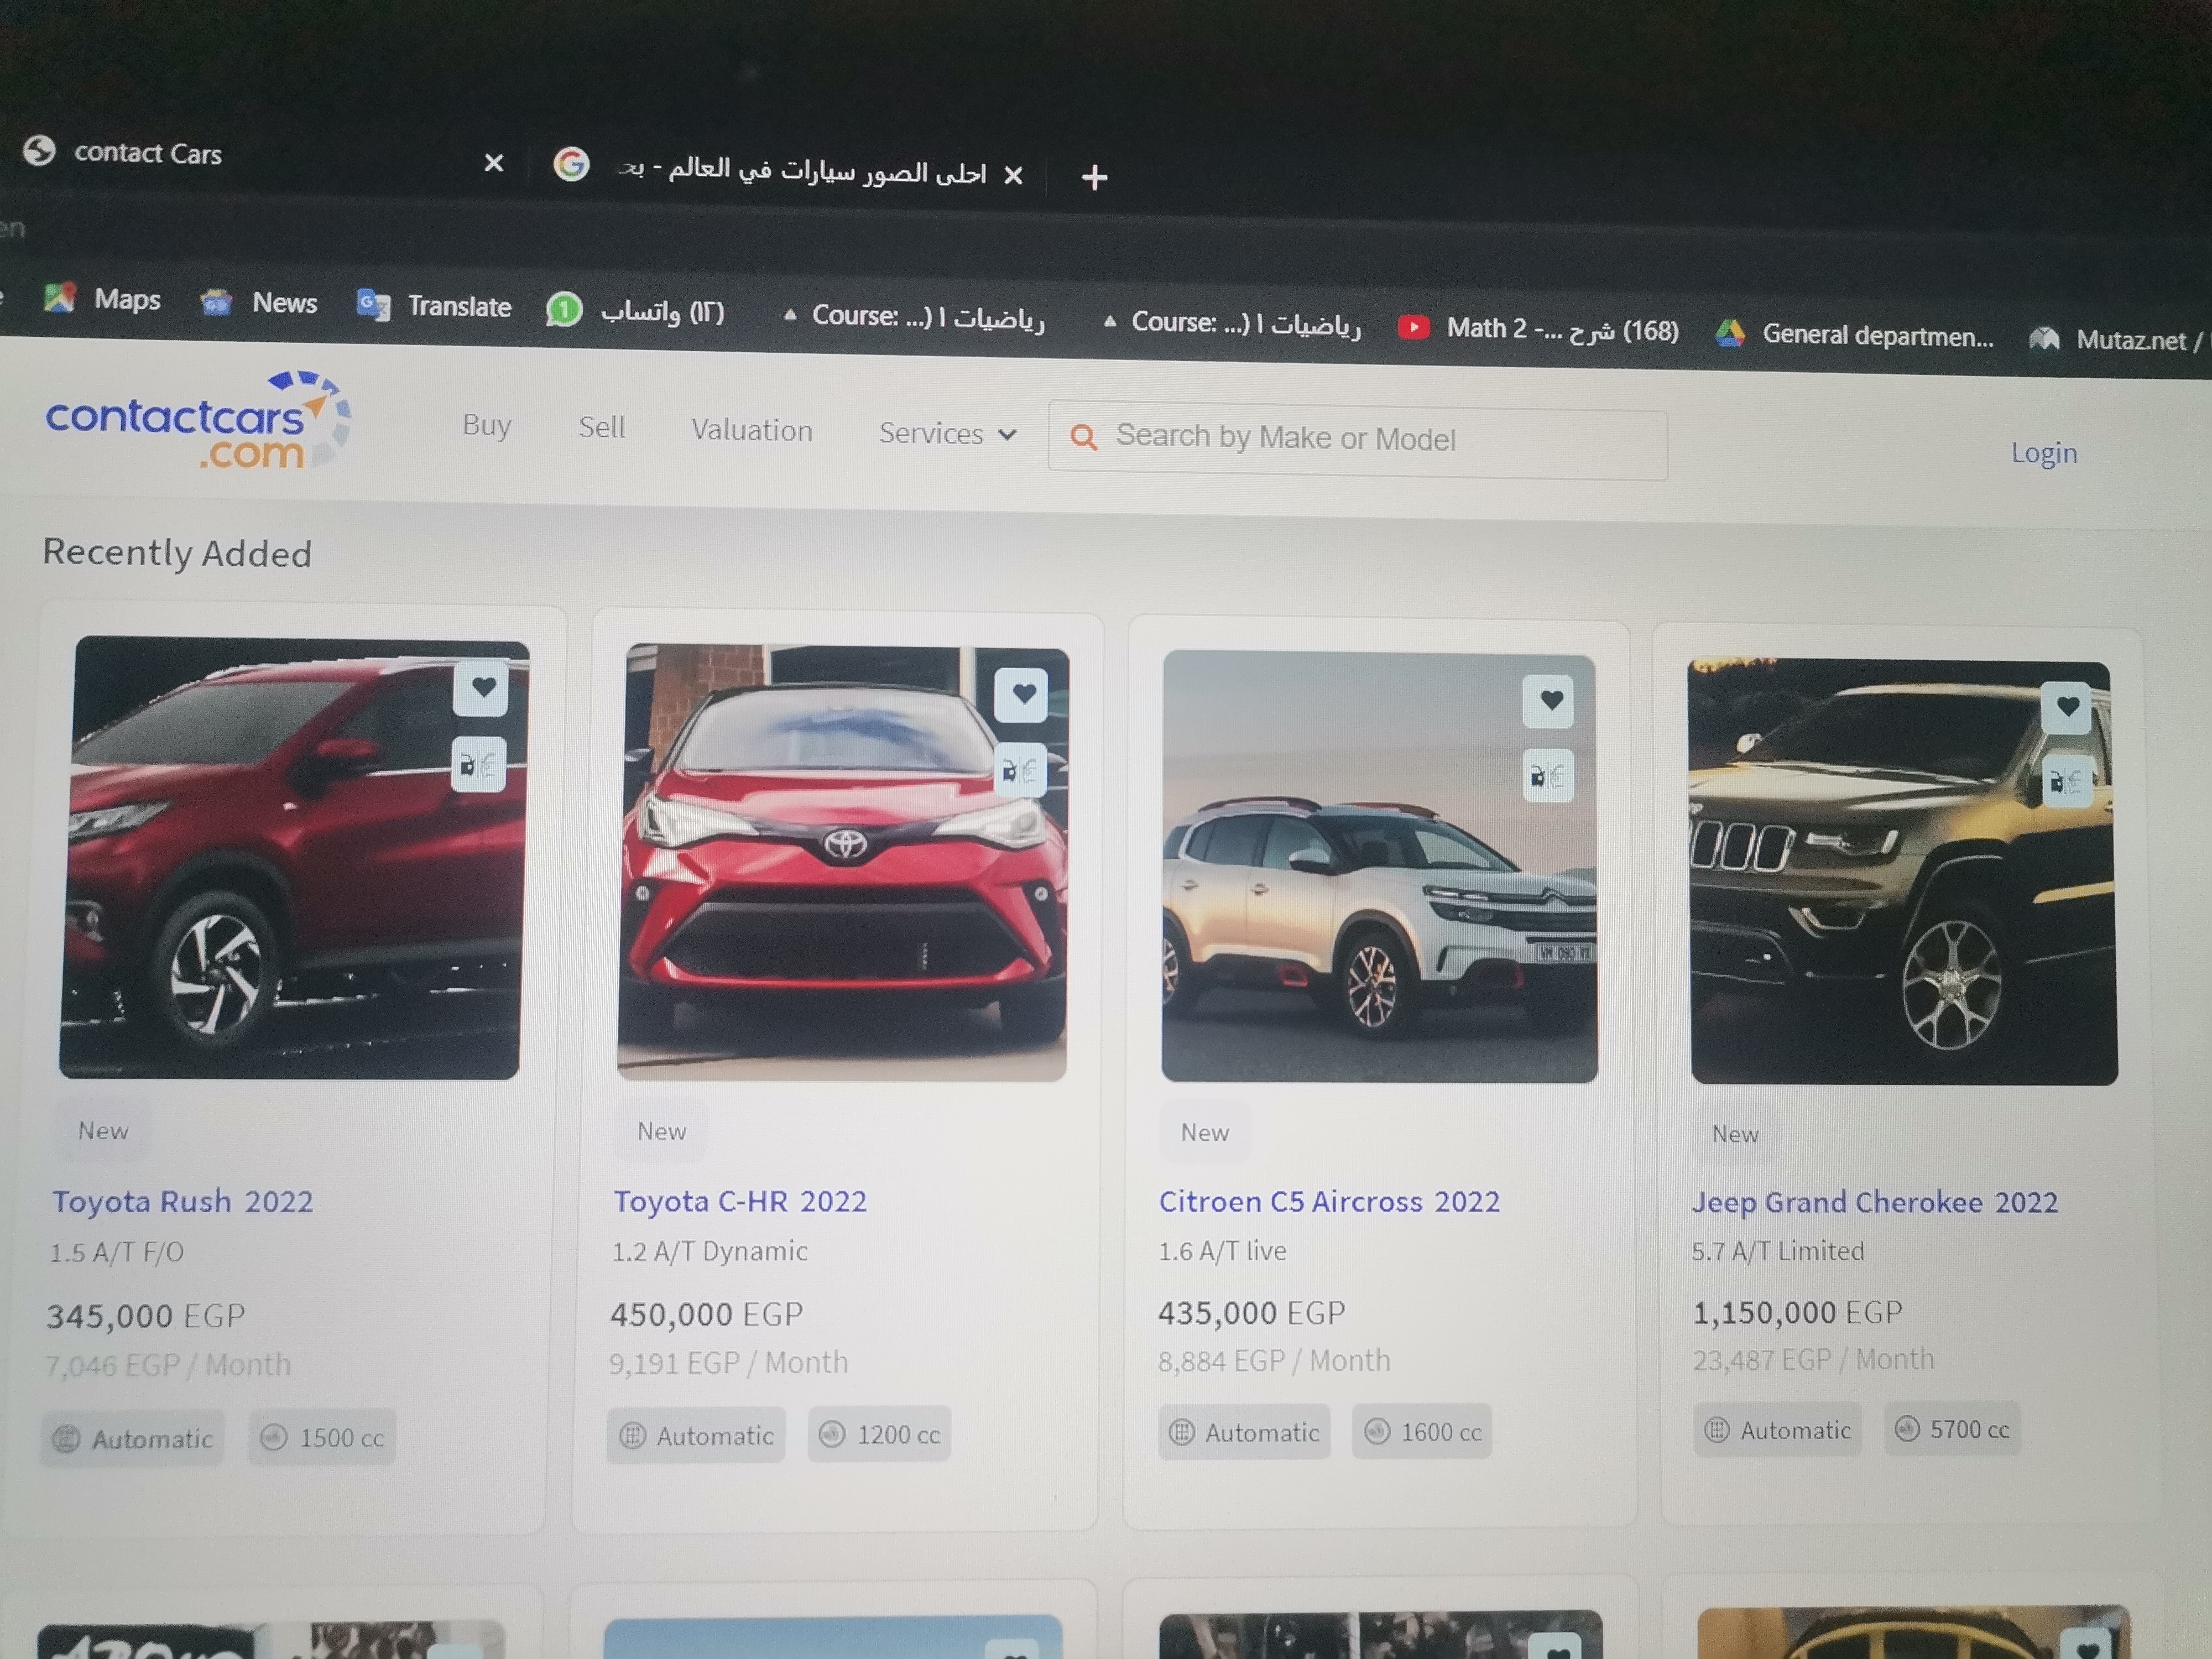 contact Cars
احلى الصور سيارات في العالم - بح
en
Maps
News
Translate
(١٢) واتساب
Course: ...) ا رياضيات
Course: ...) ا رياضيات
Math 2 -... شرح (168)
General departmen...
Mutaz.net /
contactcars
.com
Buy
Sell
Valuation
Services
Search by Make or Model
Login
Recently Added
VW 090 VX
New
Toyota Rush 2022
1.5 A/T F/O
345,000 EGP
7,046 EGP / Month
Automatic
1500 cc
New
Toyota C-HR 2022
1.2 A/T Dynamic
450,000 EGP
9,191 EGP / Month
Automatic
1200 cc
New
Citroen C5 Aircross 2022
1.6 A/T live
435,000 EGP
8,884 EGP / Month
Automatic
1600 cc
New
Jeep Grand Cherokee 2022
5.7 A/T Limited
1,150,000 EGP
23,487 EGP / Month
Automatic
5700 cc